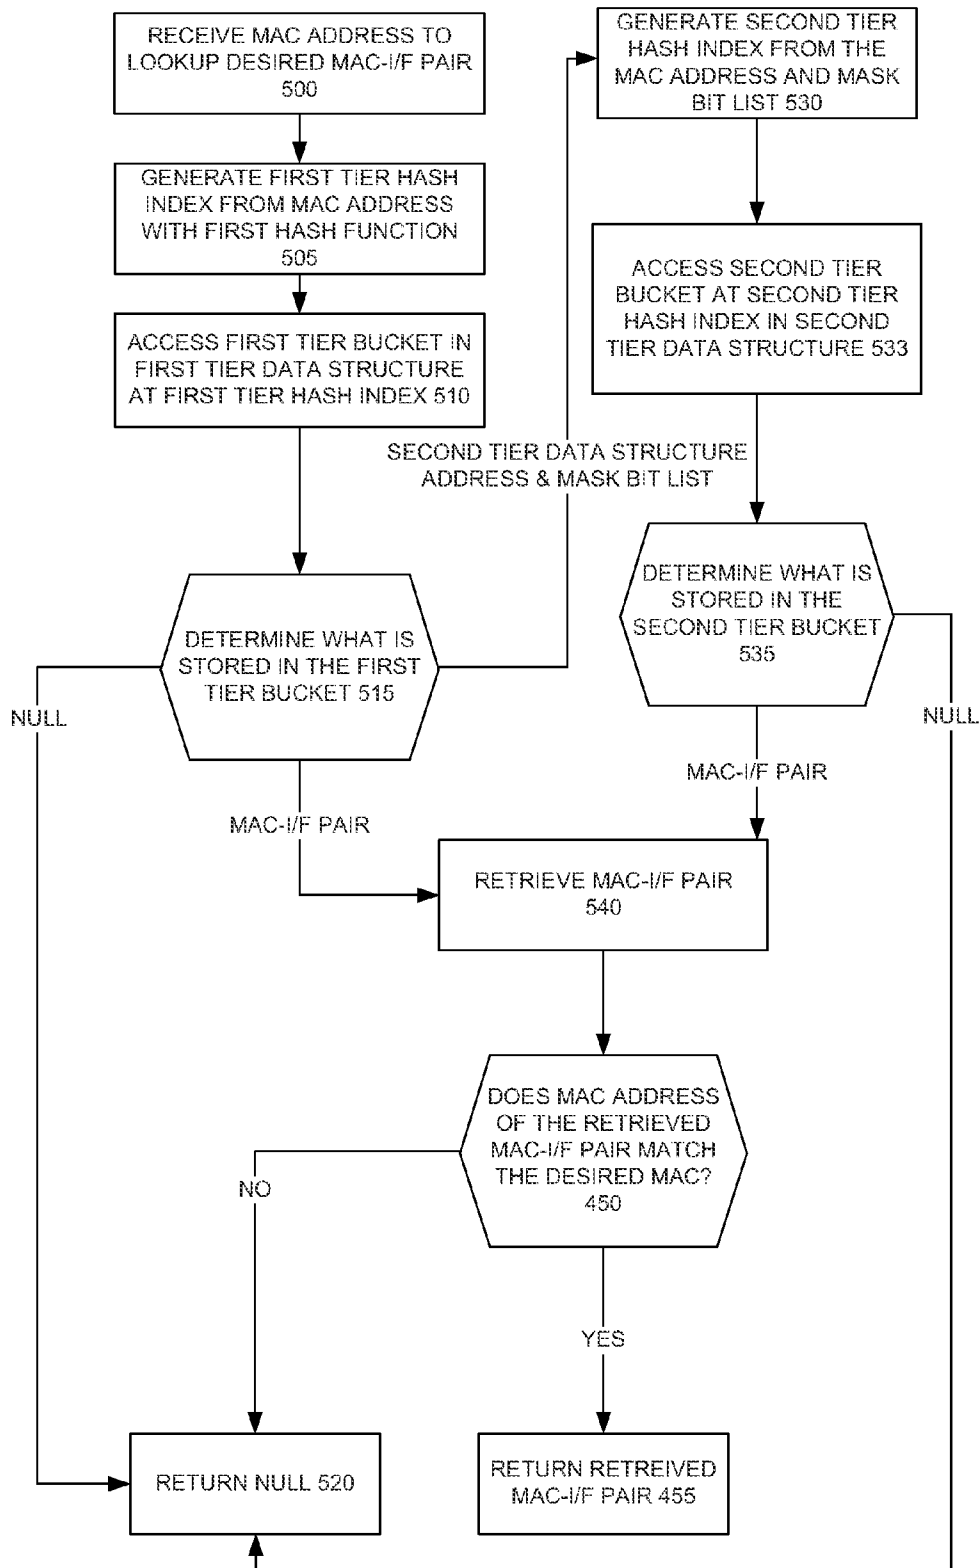 RECEIVE MAC ADDRESS TO
LOOKUP DESIRED MAC-I/F PAIR
500
GENERATE FIRST TIER HASH
INDEX FROM MAC ADDRESS
WITH FIRST HASH FUNCTION
505
ACCESS FIRST TIER BUCKET IN
FIRST TIER DATA STRUCTURE
AT FIRST TIER HASH INDEX 510
DETERMINE WHAT IS
STORED IN THE FIRST
TIER BUCKET 515
NULL
MAC-I/F PAIR
SECOND TIER DATA STRUCTURE
ADDRESS & MASK BIT LIST
GENERATE SECOND TIER
HASH INDEX FROM THE
MAC ADDRESS AND MASK
BIT LIST 530
ACCESS SECOND TIER
BUCKET AT SECOND TIER
HASH INDEX IN SECOND
TIER DATA STRUCTURE 533
DETERMINE WHAT IS
STORED IN THE
SECOND TIER BUCKET
535
NULL
MAC-I/F PAIR
RETRIEVE MAC-I/F PAIR
540
DOES MAC ADDRESS
OF THE RETRIEVED
MAC-I/F PAIR MATCH
THE DESIRED MAC?
450
NO
YES
RETURN NULL 520
RETURN RETREIVED
MAC-I/F PAIR 455